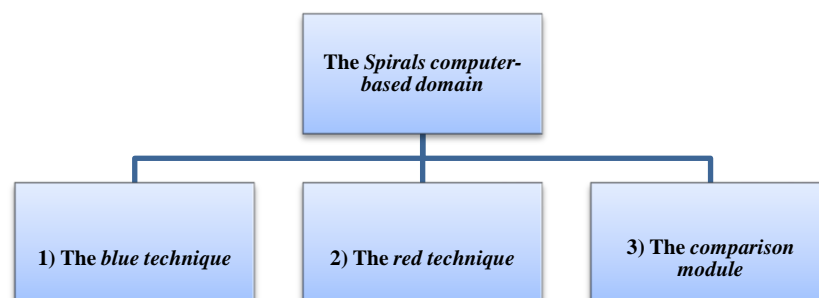 The Spirals computer-
based domain
1) The blue technique
2) The red technique
3) The comparison
module